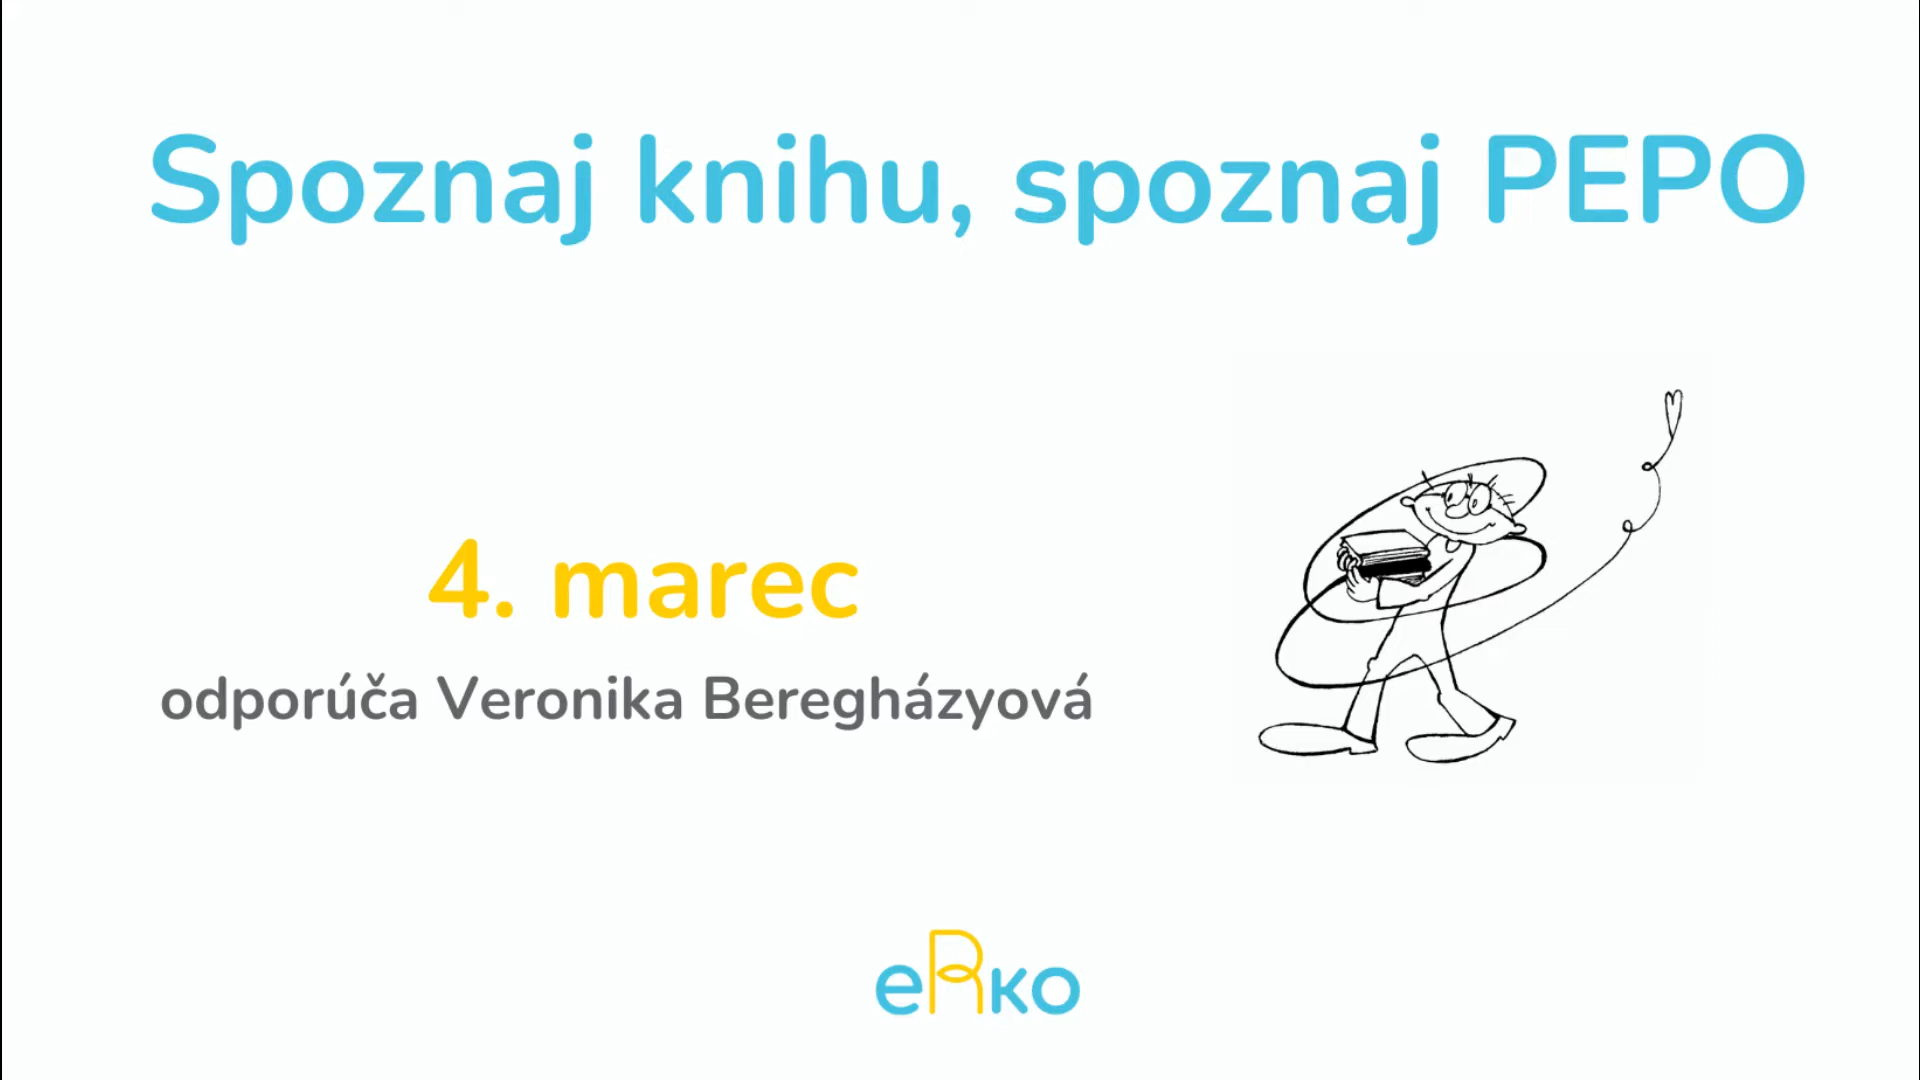 Spoznaj knihu, spoznaj PEPO
4. marec
odporúča Veronika Beregházyová
eRko